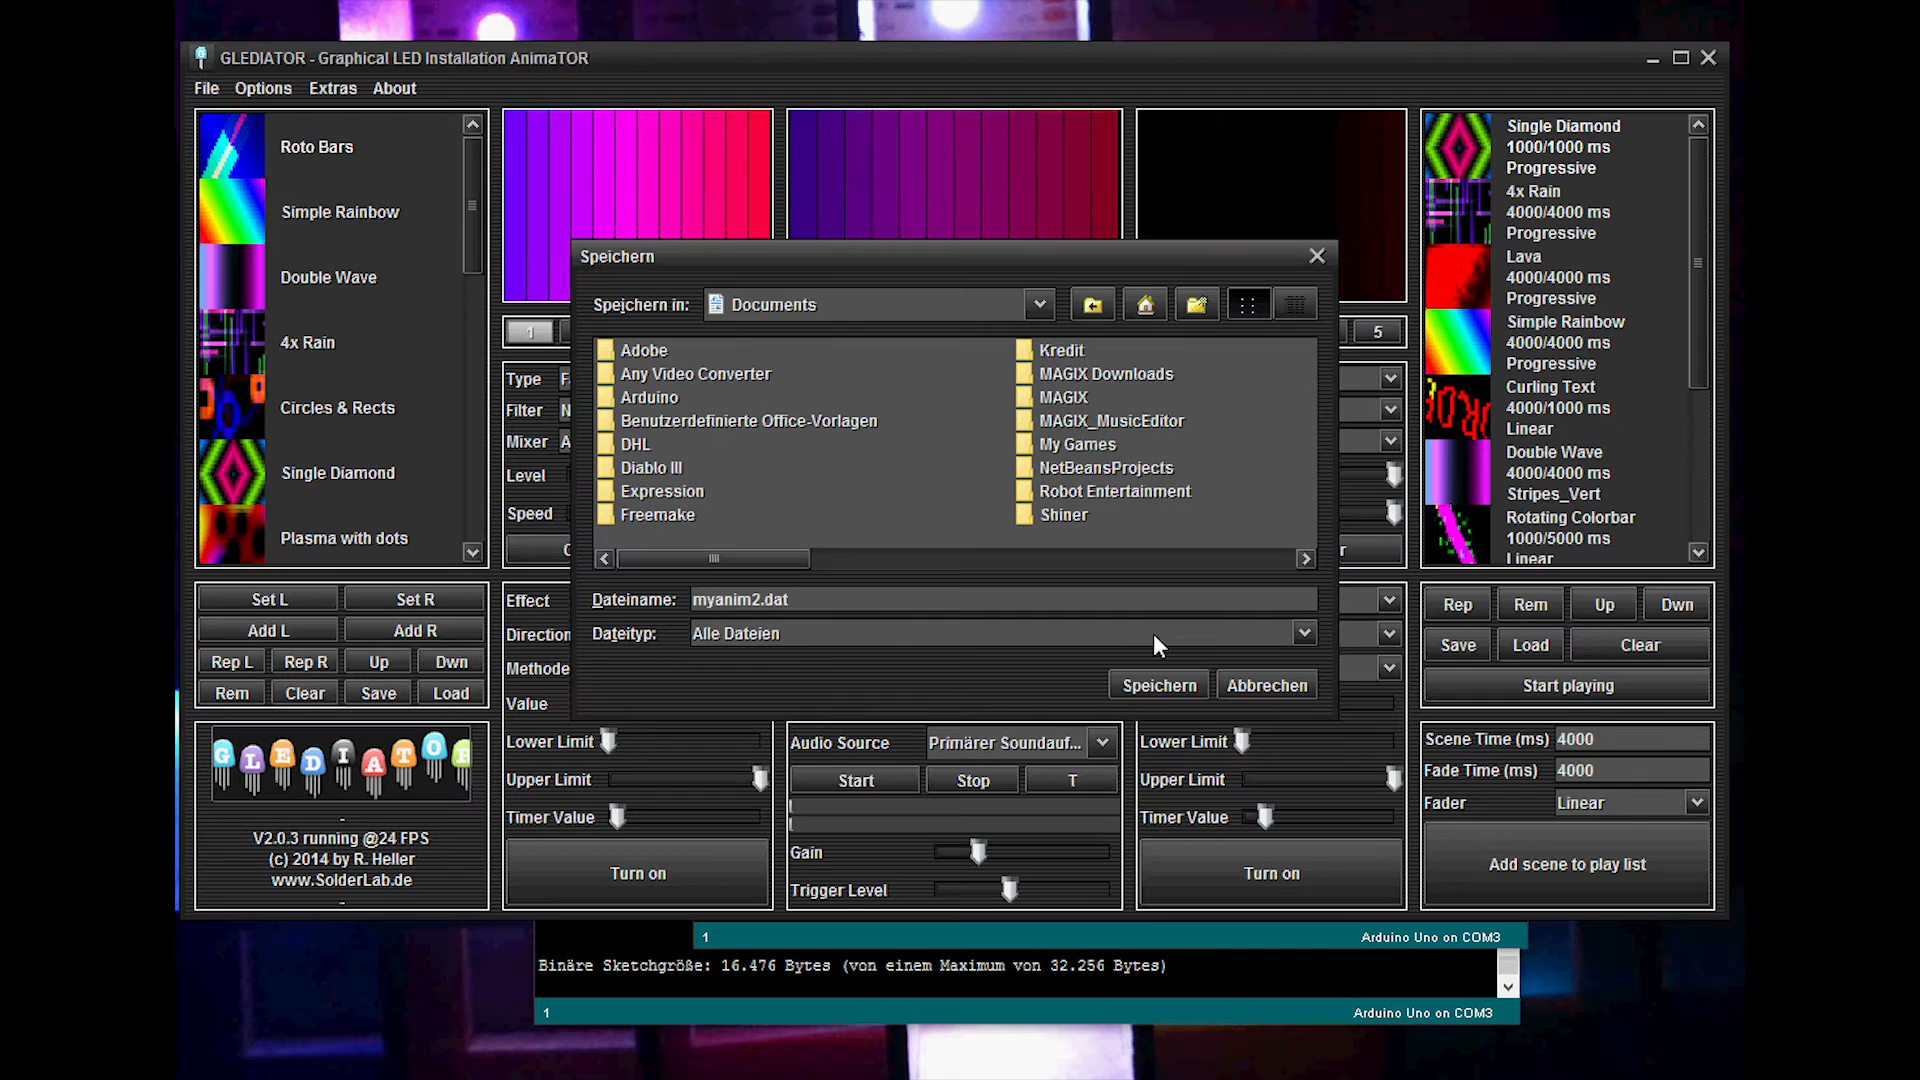 GLEDIATOR - Graphical LED Installation AnimaTOR
File Options Extras About
Roto Bars
Simple Rainbow
Double Wave
4x Rain
Circles & Rects
Single Diamond
Plasma with dots
Set L Set R
Add L Add R
Rep L Rep R Up Dwn
Rem Clear Save Load
GLEDIATOR
-
V2.0.3 running @24 FPS
(c) 2014 by R. Heller
www.SolderLab.de
-
1
5
Type
Filter
Mixer
Level
Speed
Effect
Direction
Methode
Value
Lower Limit
Upper Limit
Timer Value
Turn on
Speichern
Speichern in: Documents
Adobe
Any Video Converter
Arduino
Benutzerdefinierte Office-Vorlagen
DHL
Diablo III
Expression
Freemake
Kredit
MAGIX Downloads
MAGIX
MAGIX_MusicEditor
My Games
NetBeansProjects
Robot Entertainment
Shiner
Dateiname: myanim2.dat
Dateityp: Alle Dateien
Speichern Abbrechen
Audio Source Primärer Soundauf...
Start Stop T
Gain
Trigger Level
Lower Limit
Upper Limit
Timer Value
Turn on
Single Diamond
1000/1000 ms
Progressive
4x Rain
4000/4000 ms
Progressive
Lava
4000/4000 ms
Progressive
Simple Rainbow
4000/4000 ms
Progressive
Curling Text
4000/1000 ms
Linear
Double Wave
4000/4000 ms
Stripes_Vert
Rotating Colorbar
1000/5000 ms
Linear
Rep Rem Up Dwn
Save Load Clear
Start playing
Scene Time (ms) 4000
Fade Time (ms) 4000
Fader Linear
Add scene to play list
1 Arduino Uno on COM3
Binäre Sketchgröße: 16.476 Bytes (von einem Maximum von 32.256 Bytes)
1 Arduino Uno on COM3